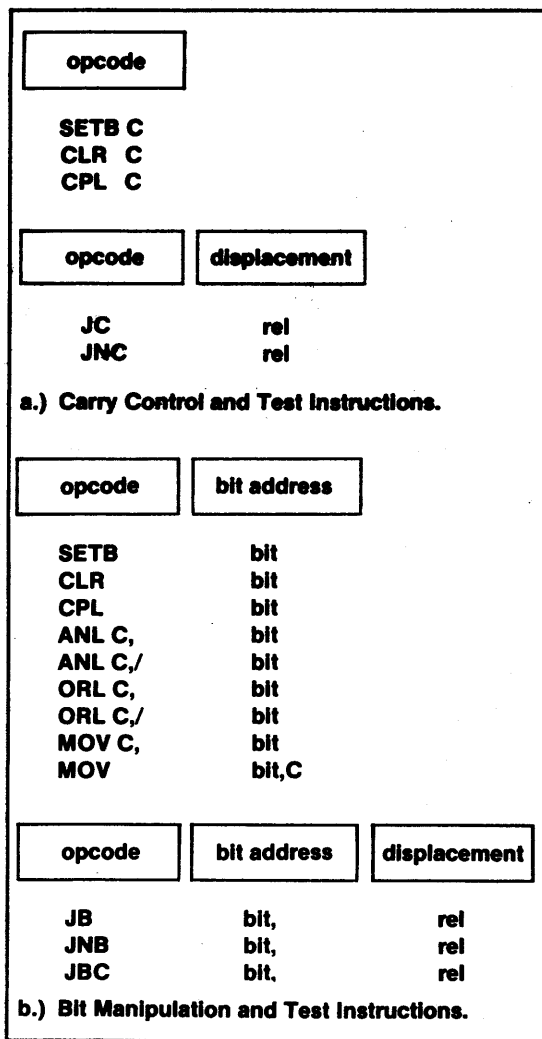 opcode
SETB C
CLR C
CPL C
opcode displacement
JC rel
JNC rel
a.) Carry Control and Test Instructions.
opcode bit address
SETB bit
CLR bit
CPL bit
ANL C, bit
ANL C,/ bit
ORL C, bit
ORL C,/ bit
MOV C, bit
MOV bit,C
opcode bit address displacement
JB bit, rel
JNB bit, rel
JBC bit, rel
b.) Bit Manipulation and Test Instructions.